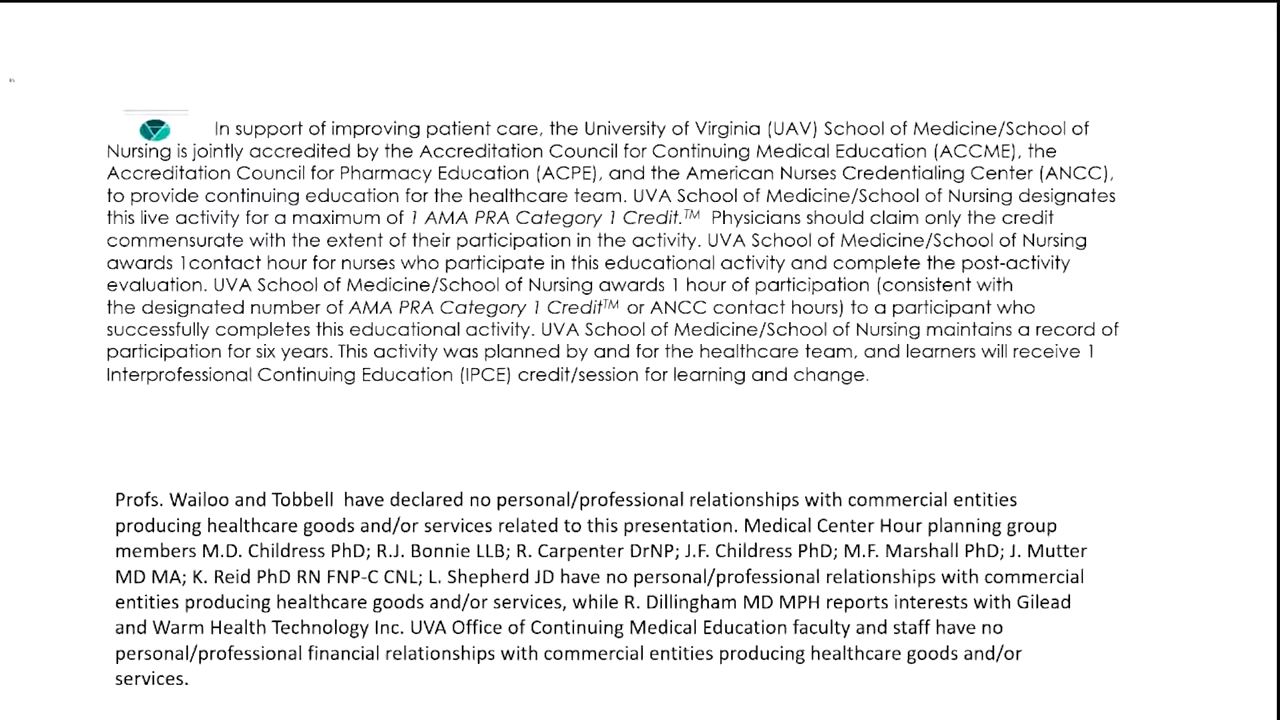 In support of improving patient care, the University of Virginia (UAV) School of Medicine/School of
Nursing is jointly accredited by the Accreditation Council for Continuing Medical Education (ACCME), the
Accreditation Council for Pharmacy Education (ACPE), and the American Nurses Credentialing Center (ANCC),
to provide continuing education for the healthcare team. UVA School of Medicine/School of Nursing designates
this live activity for a maximum of 1 AMA PRA Category 1 Credit.TM Physicians should claim only the credit
commensurate with the extent of their participation in the activity. UVA School of Medicine/School of Nursing
awards 1contact hour for nurses who participate in this educational activity and complete the post-activity
evaluation. UVA School of Medicine/School of Nursing awards 1 hour of participation (consistent with
the designated number of AMA PRA Category 1 CreditTM or ANCC contact hours) to a participant who
successfully completes this educational activity. UVA School of Medicine/School of Nursing maintains a record of
participation for six years. This activity was planned by and for the healthcare team, and learners will receive 1
Interprofessional Continuing Education (IPCE) credit/session for learning and change.
Profs. Wailoo and Tobbell have declared no personal/professional relationships with commercial entities
producing healthcare goods and/or services related to this presentation. Medical Center Hour planning group
members M.D. Childress PhD; R.J. Bonnie LLB; R. Carpenter DrNP; J.F. Childress PhD; M.F. Marshall PhD; J. Mutter
MD MA; K. Reid PhD RN FNP-C CNL; L. Shepherd JD have no personal/professional relationships with commercial
entities producing healthcare goods and/or services, while R. Dillingham MD MPH reports interests with Gilead
and Warm Health Technology Inc. UVA Office of Continuing Medical Education faculty and staff have no
personal/professional financial relationships with commercial entities producing healthcare goods and/or
services.